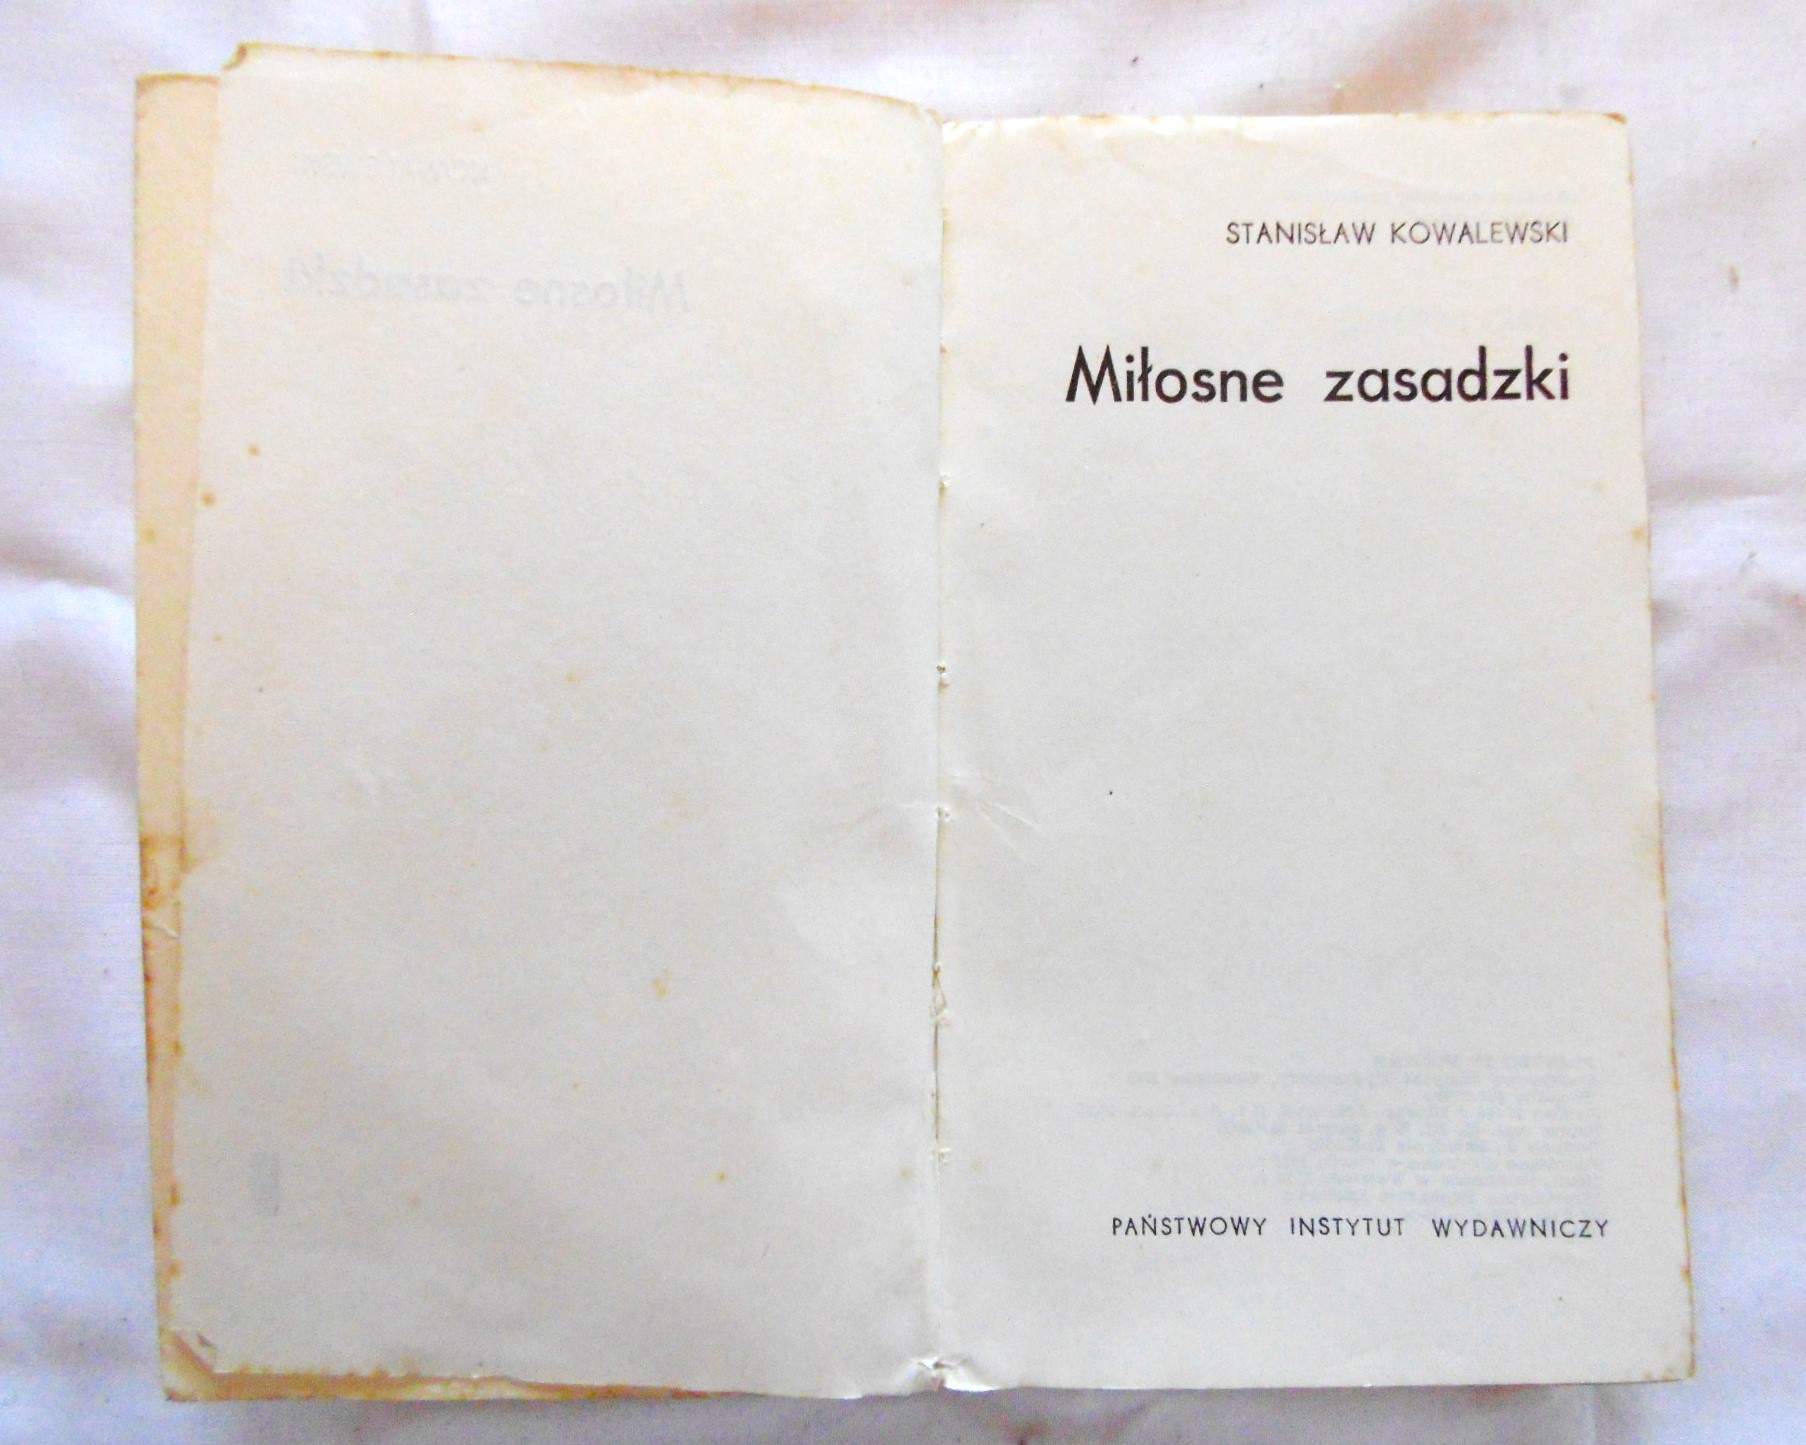 STANISŁAW KOWALEWSKI
Miłosne zasadzki
PAŃSTWOWY INSTYTUT WYDAWNICZY